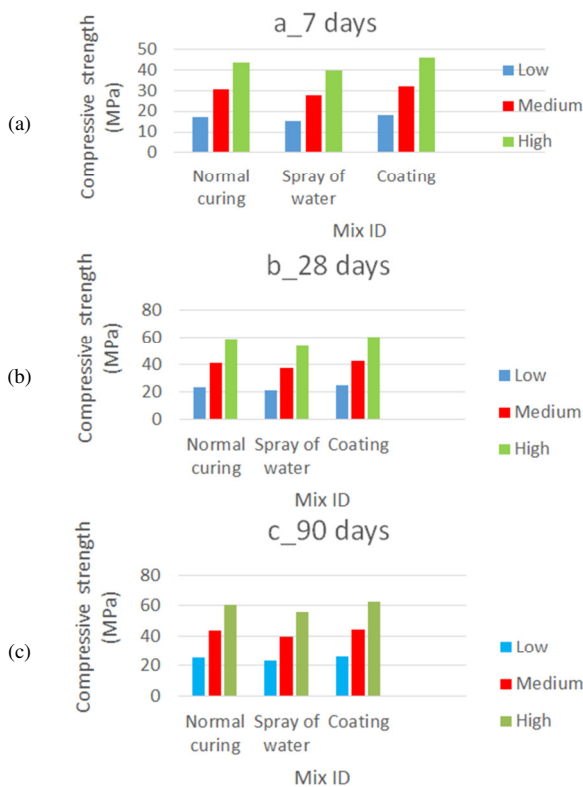 a_7 days
(a)
Compressive strength
(MPa)
50
40
30
20
10
0
Normal
curing
Spray of
water
Coating
Mix ID
Low
Medium
High
b_28 days
(b)
Compressive strength
(MPa)
80
60
40
20
0
Normal
curing
Spray of
water
Coating
Mix ID
Low
Medium
High
c_90 days
(c)
Compressive strength
(MPa)
80
60
40
20
0
Normal
curing
Spray of
water
Coating
Mix ID
Low
Medium
High